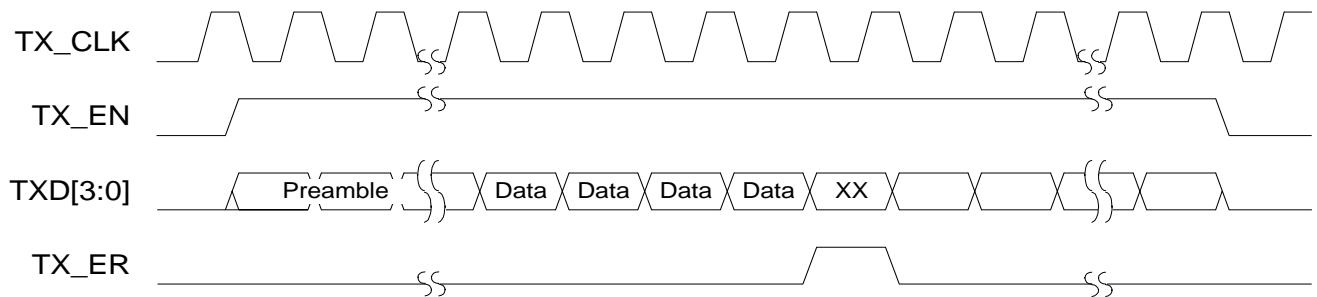 TX_CLK
TX_EN
TXD[3:0] Preamble Data Data Data Data XX
TX_ER